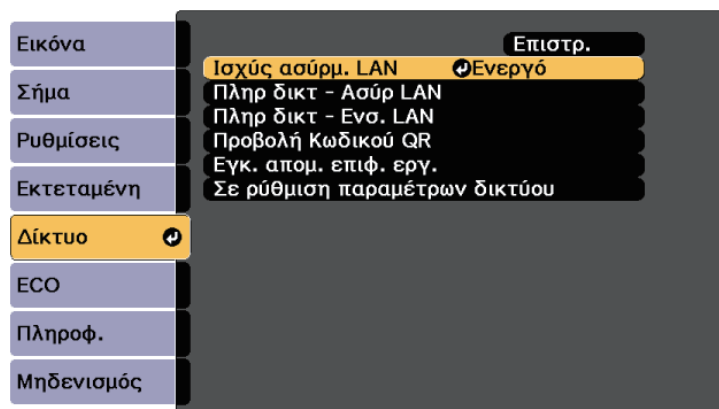 Εικόνα
Σήμα
Ρυθμίσεις
Εκτεταμένη
Δίκτυο
ECO
Πληροφ.
Μηδενισμός
Επιστρ.
Ισχύς ασύρμ. LAN Ενεργό
Πληρ δικτ - Ασύρ LAN
Πληρ δικτ - Ενσ. LAN
Προβολή Κωδικού QR
Εγκ. απομ. επιφ. εργ.
Σε ρύθμιση παραμέτρων δικτύου